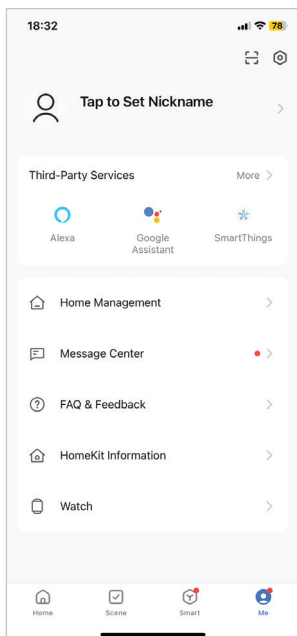 18:32
78
Tap to Set Nickname
Third-Party Services
More
Alexa
Google
Assistant
SmartThings
Home Management
Message Center
FAQ & Feedback
HomeKit Information
Watch
Home
Scene
Smart
Me